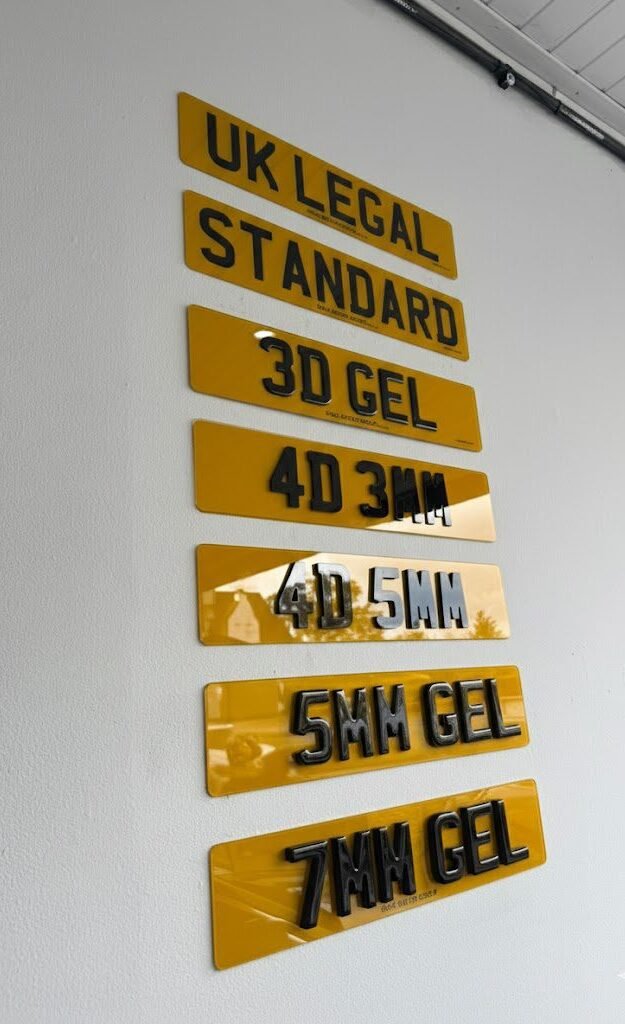 UK LEGAL
STANDARD
3D GEL
4D 3MM
4D 5MM
5MM GEL
7MM GEL